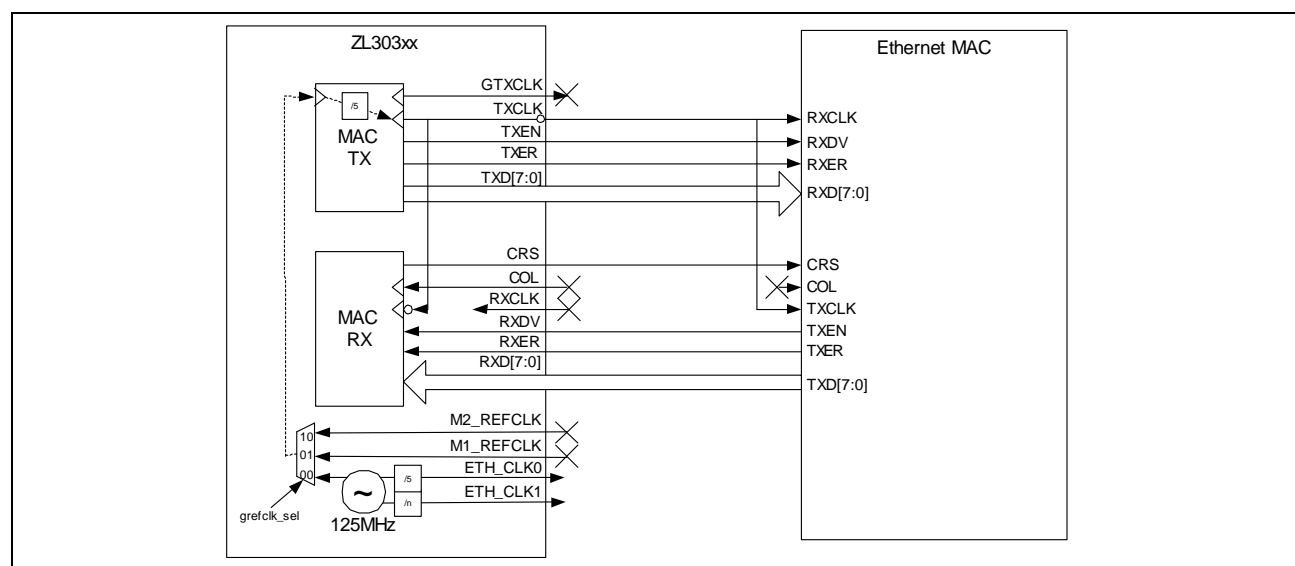 ZL303xx
Ethernet MAC
GTXCLK
/5
TXCLK
RXCLK
MAC
TX
TXEN
RXDV
TXER
RXER
TXD[7:0]
RXD[7:0]
CRS
CRS
COL
COL
RXCLK
TXCLK
MAC
RX
RXDV
TXEN
RXER
TXER
RXD[7:0]
TXD[7:0]
M2_REFCLK
10
M1_REFCLK
01
ETH_CLK0
00
/5
ETH_CLK1
~
/n
grefclk_sel
125MHz